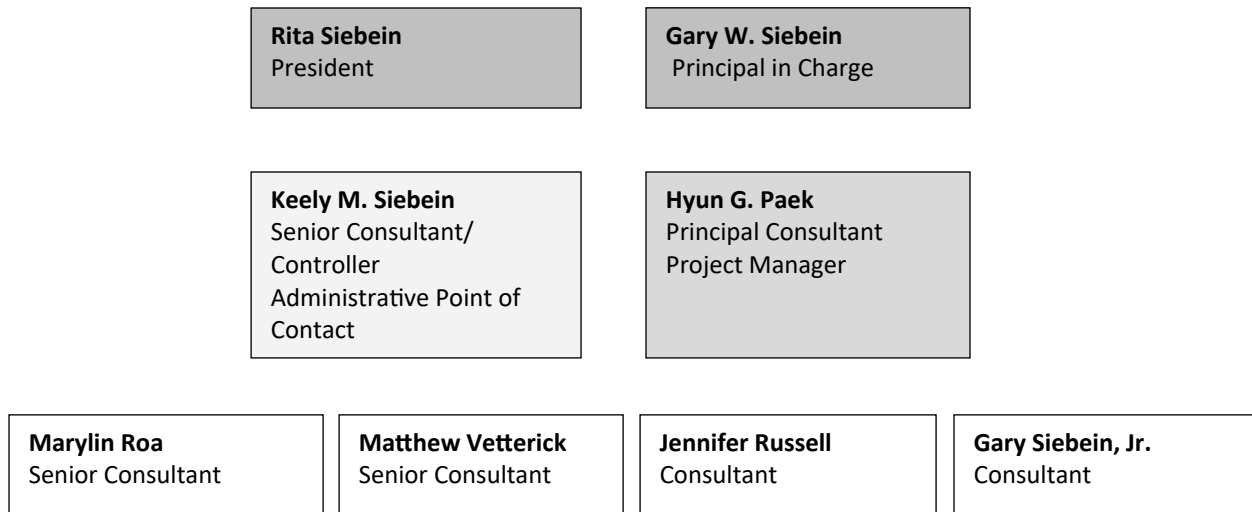 Rita Siebein
President
Gary W. Siebein
Principal in Charge
Keely M. Siebein
Senior Consultant/
Controller
Administrative Point of
Contact
Hyun G. Paek
Principal Consultant
Project Manager
Marylin Roa
Senior Consultant
Matthew Vetterick
Senior Consultant
Jennifer Russell
Consultant
Gary Siebein, Jr.
Consultant